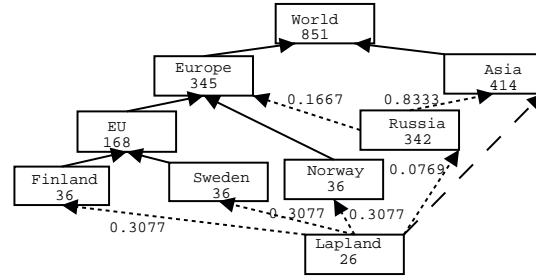 World
851
Europe
345
Asia
414
0.1667
0.8333
EU
168
Russia
342
Finland
36
Sweden
36
Norway
36
0.0769
0.3077
0.3077
0.3077
Lapland
26